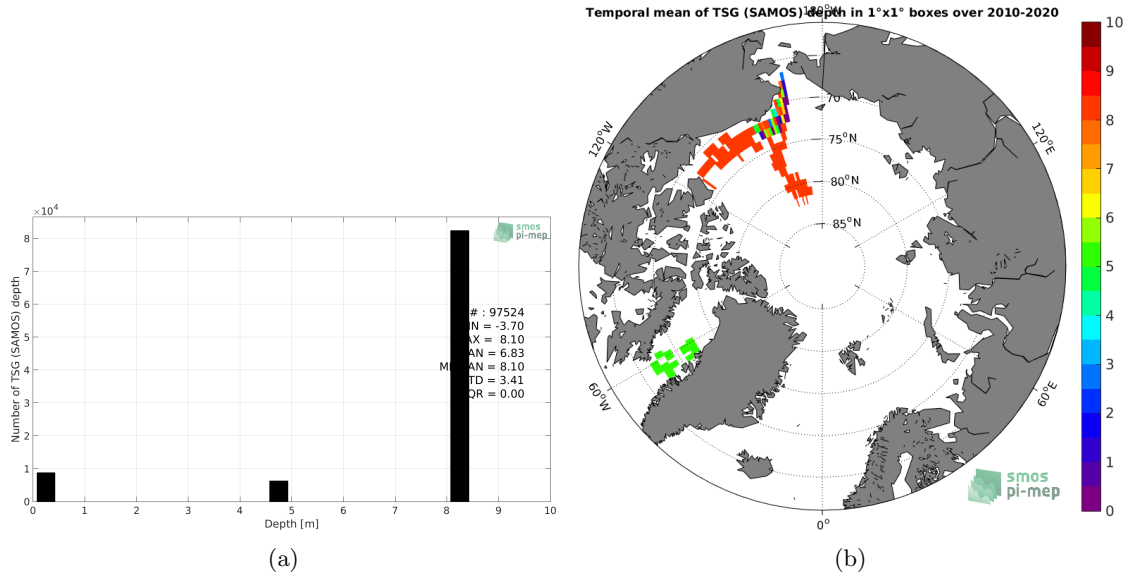 Temporal mean of TSG (SAMOS) depth in 1°x1° boxes over 2010-2020
180°W
×10⁴
Number of TSG (SAMOS) depth
8
7
6
5
4
3
2
1
0
0 1 2 3 4 5 6 7 8 9 10
Depth [m]
smos
pi-mep
# : 97524
IN = -3.70
AX = 8.10
AN = 6.83
ME AN = 8.10
TD = 3.41
QR = 0.00
(a)
120°W
60°W
0°
60°E
120°E
70°N
75°N
80°N
85°N
smos
pi-mep
10
9
8
7
6
5
4
3
2
1
0
(b)